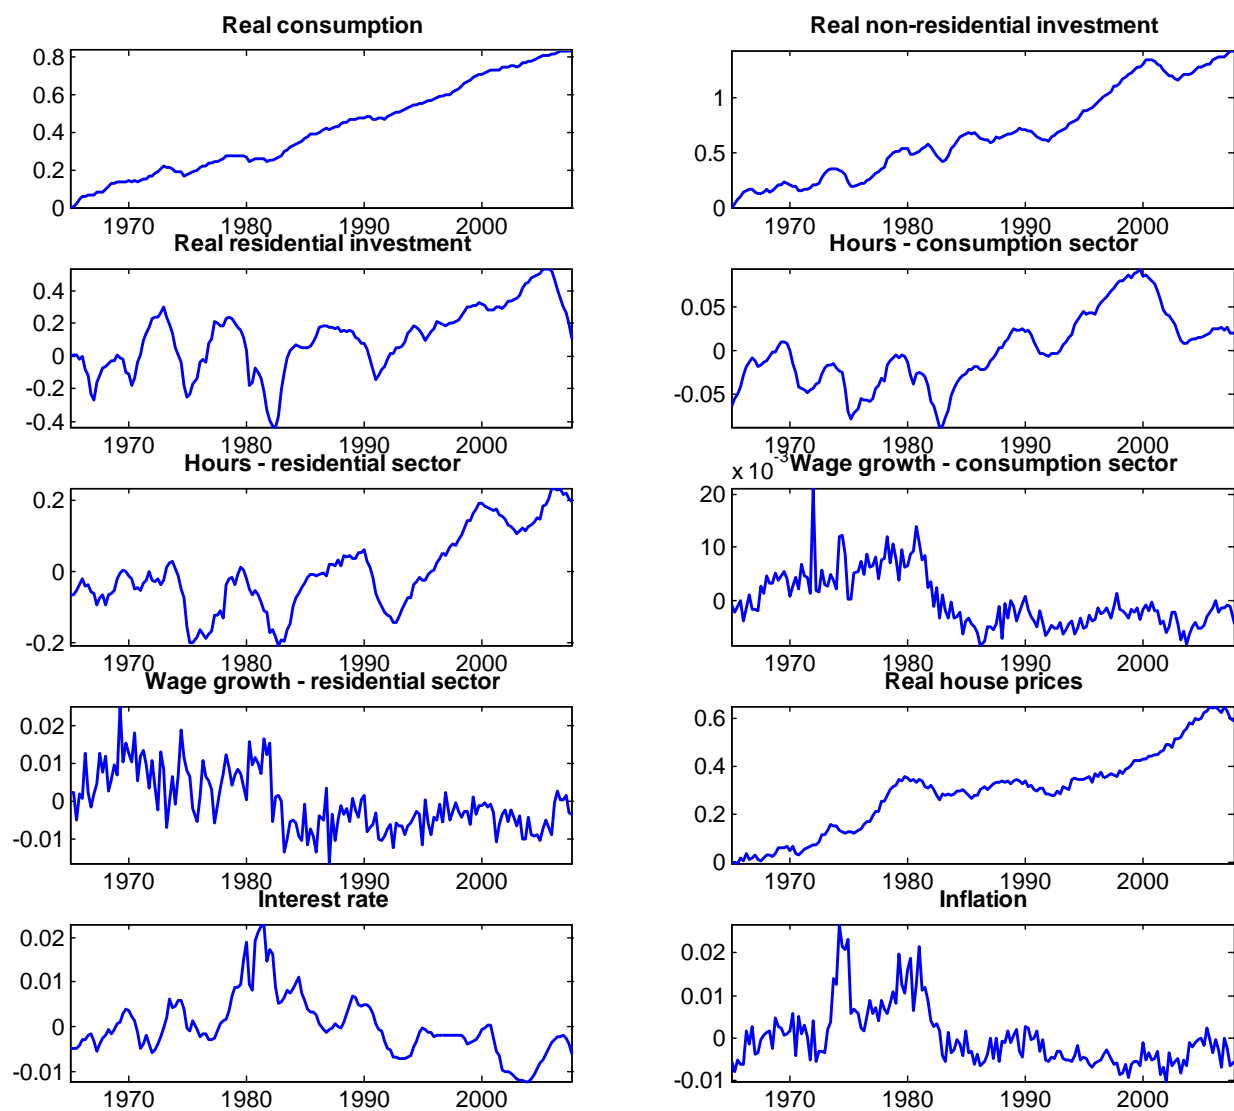 Real consumption
0.8
0.6
0.4
0.2
0
1970 1980 1990 2000
Real non-residential investment
1
0.5
0
1970 1980 1990 2000
Real residential investment
0.4
0.2
0
-0.2
-0.4
1970 1980 1990 2000
Hours - consumption sector
0.05
0
-0.05
1970 1980 1990 2000
Hours - residential sector
0.2
0
-0.2
1970 1980 1990 2000
x 10-3 Wage growth - consumption sector
20
10
0
1970 1980 1990 2000
Wage growth - residential sector
0.02
0.01
0
-0.01
1970 1980 1990 2000
Real house prices
0.6
0.4
0.2
0
1970 1980 1990 2000
Interest rate
0.02
0.01
0
-0.01
1970 1980 1990 2000
Inflation
0.02
0.01
0
-0.01
1970 1980 1990 2000